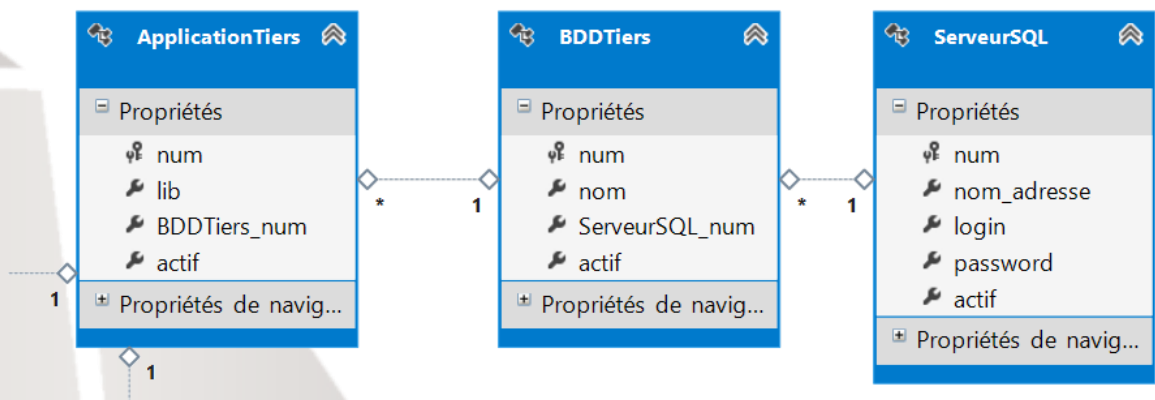 ApplicationTiers
Propriétés
num
lib
BDDTiers_num
actif
Propriétés de navig...
1
1
*
1
BDDTiers
Propriétés
num
nom
ServeurSQL_num
actif
Propriétés de navig...
*
1
ServeurSQL
Propriétés
num
nom_adresse
login
password
actif
Propriétés de navig...